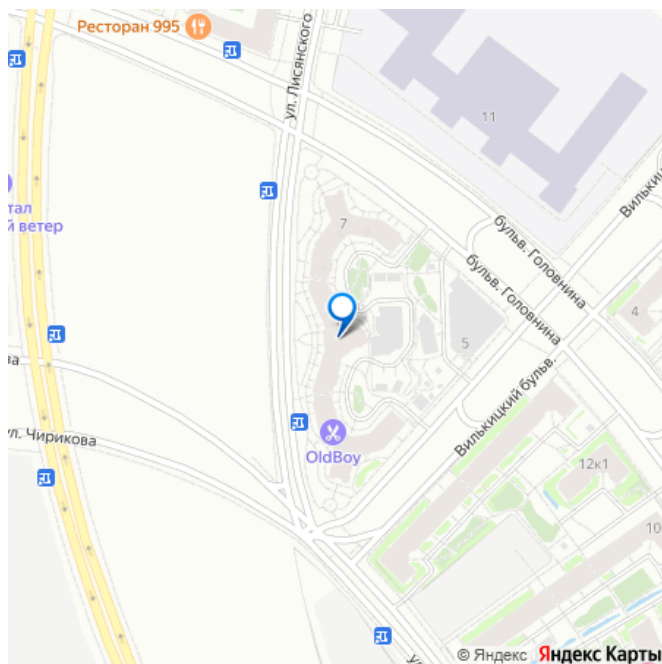 Ресторан 995
ул. Лисянского
11
Вилькиц
тал
й ветер
7
бульв. Головнина
бульв. Головнина
4
5
ва
Вилькицкий бульв.
ул. Чирикова
OldBoy
12к1
10
у
© Яндекс Яндекс Карты